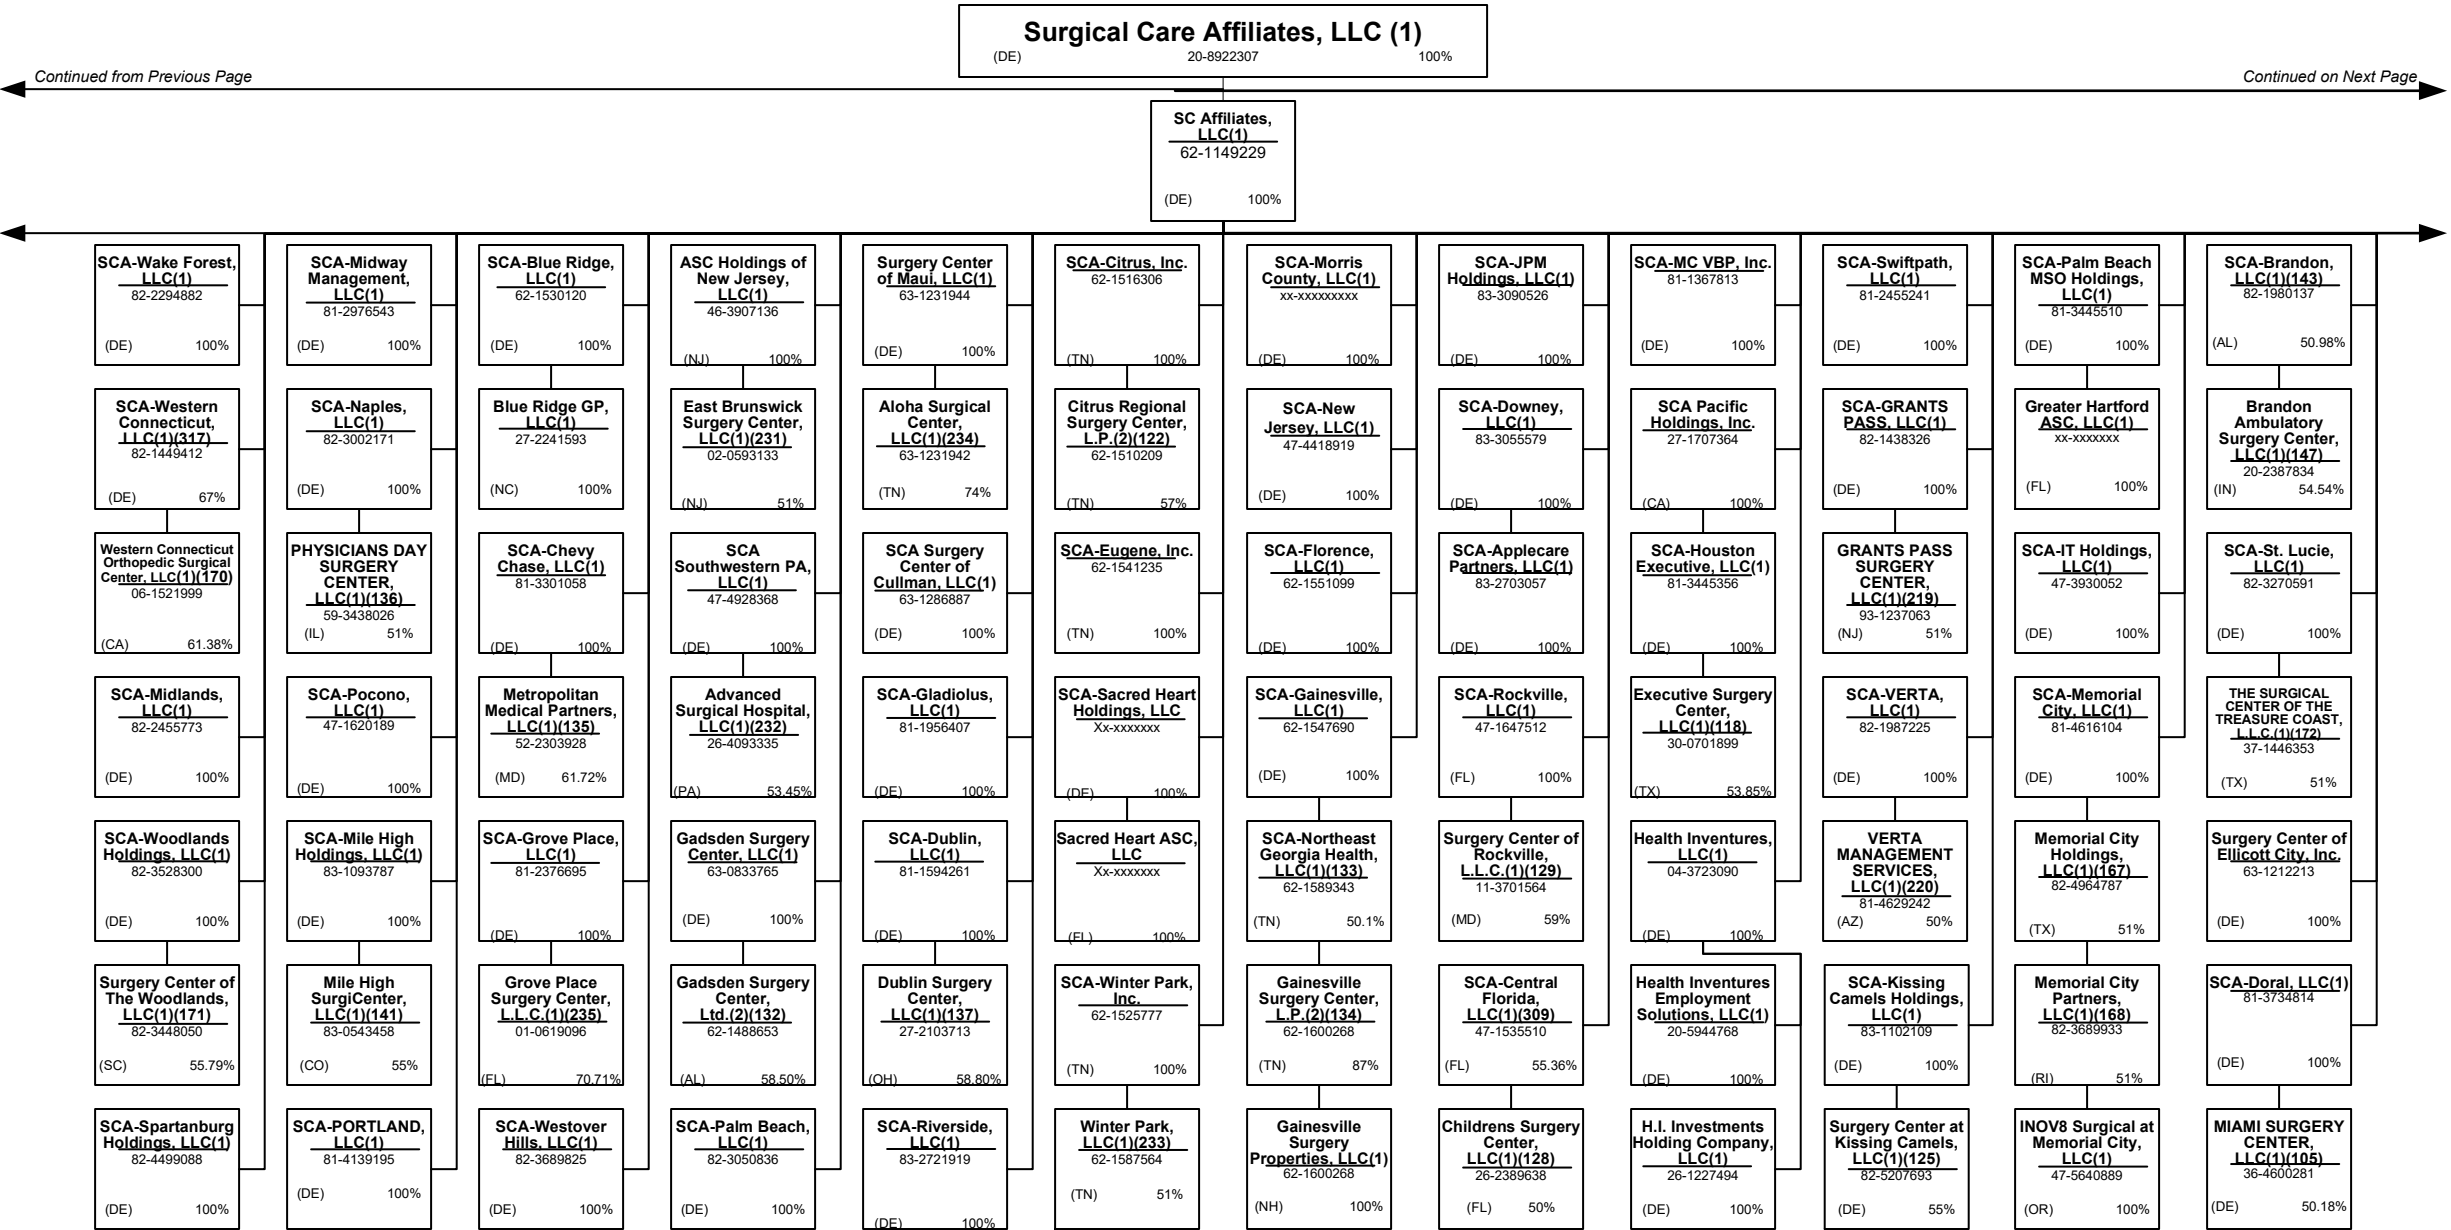 Surgical Care Affiliates, LLC (1)
(DE) 20-8922307 100%
Continued from Previous Page
Continued on Next Page
SC Affiliates,
LLC(1)
62-1149229
(DE) 100%
SCA-Wake Forest,
LLC(1)
82-2294882
(DE) 100%
SCA-Midway
Management,
LLC(1)
81-2976543
(DE) 100%
SCA-Blue Ridge,
LLC(1)
62-1530120
(DE) 100%
ASC Holdings of
New Jersey,
LLC(1)
46-3907136
(NJ) 100%
Surgery Center
of Maui, LLC(1)
63-1231944
(DE) 100%
SCA-Citrus, Inc.
62-1516306
(TN) 100%
SCA-Morris
County, LLC(1)
xx-xxxxxxxxx
(DE) 100%
SCA-JPM
Holdings, LLC(1)
83-3090526
(DE) 100%
SCA-MC VBP, Inc.
81-1367813
(DE) 100%
SCA-Swiftpath,
LLC(1)
81-2455241
(DE) 100%
SCA-Palm Beach
MSO Holdings,
LLC(1)
81-3445510
(DE) 100%
SCA-Brandon,
LLC(1)(143)
82-1980137
(AL) 50.98%
SCA-Western
Connecticut,
LLC(1)(317)
82-1449412
(DE) 67%
SCA-Naples,
LLC(1)
82-3002171
(DE) 100%
Blue Ridge GP,
LLC(1)
27-2241593
(NC) 100%
East Brunswick
Surgery Center,
LLC(1)(231)
02-0593133
(NJ) 51%
Aloha Surgical
Center,
LLC(1)(234)
63-1231942
(TN) 74%
Citrus Regional
Surgery Center,
L.P.(2)(122)
62-1510209
(TN) 57%
SCA-New
Jersey, LLC(1)
47-4418919
(DE) 100%
SCA-Downey,
LLC(1)
83-3055579
(DE) 100%
SCA Pacific
Holdings, Inc.
27-1707364
(CA) 100%
SCA-GRANTS
PASS, LLC(1)
82-1438326
(DE) 100%
Greater Hartford
ASC, LLC(1)
xx-xxxxxxx
(FL) 100%
Brandon
Ambulatory
Surgery Center,
LLC(1)(147)
20-2387834
(IN) 54.54%
Western Connecticut
Orthopedic Surgical
Center, LLC(1)(170)
06-1521999
(CA) 61.38%
PHYSICIANS DAY
SURGERY
CENTER,
LLC(1)(136)
59-3438026
(IL) 51%
SCA-Chevy
Chase, LLC(1)
81-3301058
(DE) 100%
SCA
Southwestern PA,
LLC(1)
47-4928368
(DE) 100%
SCA Surgery
Center of
Cullman, LLC(1)
63-1286887
(DE) 100%
SCA-Eugene, Inc.
62-1541235
(TN) 100%
SCA-Florence,
LLC(1)
62-1551099
(DE) 100%
SCA-Applecare
Partners, LLC(1)
83-2703057
(DE) 100%
SCA-Houston
Executive, LLC(1)
81-3445356
(DE) 100%
GRANTS PASS
SURGERY
CENTER,
LLC(1)(219)
93-1237063
(NJ) 51%
SCA-IT Holdings,
LLC(1)
47-3930052
(DE) 100%
SCA-St. Lucie,
LLC(1)
82-3270591
(DE) 100%
SCA-Midlands,
LLC(1)
82-2455773
(DE) 100%
SCA-Pocono,
LLC(1)
47-1620189
(DE) 100%
Metropolitan
Medical Partners,
LLC(1)(135)
52-2303928
(MD) 61.72%
Advanced
Surgical Hospital,
LLC(1)(232)
26-4093335
(PA) 53.45%
SCA-Gladiolus,
LLC(1)
81-1956407
(DE) 100%
SCA-Sacred Heart
Holdings, LLC
Xx-xxxxxxx
(DE) 100%
SCA-Gainesville,
LLC(1)
62-1547690
(DE) 100%
SCA-Rockville,
LLC(1)
47-1647512
(FL) 100%
Executive Surgery
Center,
LLC(1)(118)
30-0701899
(TX) 53.85%
SCA-VERTA,
LLC(1)
82-1987225
(DE) 100%
SCA-Memorial
City, LLC(1)
81-4616104
(DE) 100%
THE SURGICAL
CENTER OF THE
TREASURE COAST,
L.L.C.(1)(172)
37-1446353
(TX) 51%
SCA-Woodlands
Holdings, LLC(1)
82-3528300
(DE) 100%
SCA-Mile High
Holdings, LLC(1)
83-1093787
(DE) 100%
SCA-Grove Place,
LLC(1)
81-2376695
(DE) 100%
Gadsden Surgery
Center, LLC(1)
63-0833765
(DE) 100%
SCA-Dublin,
LLC(1)
81-1594261
(DE) 100%
Sacred Heart ASC,
LLC
Xx-xxxxxxx
(FL) 100%
SCA-Northeast
Georgia Health,
LLC(1)(133)
62-1589343
(TN) 50.1%
Surgery Center of
Rockville,
L.L.C.(1)(129)
11-3701564
(MD) 59%
Health Inventures,
LLC(1)
04-3723090
(DE) 100%
VERTA
MANAGEMENT
SERVICES,
LLC(1)(220)
81-4629242
(AZ) 50%
Memorial City
Holdings,
LLC(1)(167)
82-4964787
(TX) 51%
Surgery Center of
Ellicott City, Inc.
63-1212213
(DE) 100%
Surgery Center of
The Woodlands,
LLC(1)(171)
82-3448050
(SC) 55.79%
Mile High
SurgiCenter,
LLC(1)(141)
83-0543458
(CO) 55%
Grove Place
Surgery Center,
L.L.C.(1)(235)
01-0619096
(FL) 70.71%
Gadsden Surgery
Center,
Ltd.(2)(132)
62-1488653
(AL) 58.50%
Dublin Surgery
Center,
LLC(1)(137)
27-2103713
(OH) 58.80%
SCA-Winter Park,
Inc.
62-1525777
(TN) 100%
Gainesville
Surgery Center,
L.P.(2)(134)
62-1600268
(TN) 87%
SCA-Central
Florida,
LLC(1)(309)
47-1535510
(FL) 55.36%
Health Inventures
Employment
Solutions, LLC(1)
20-5944768
(DE) 100%
SCA-Kissing
Camels Holdings,
LLC(1)
83-1102109
(DE) 100%
Memorial City
Partners,
LLC(1)(168)
82-3689933
(RI) 51%
SCA-Doral, LLC(1)
81-3734814
(DE) 100%
SCA-Spartanburg
Holdings, LLC(1)
82-4499088
(DE) 100%
SCA-PORTLAND,
LLC(1)
81-4139195
(DE) 100%
SCA-Westover
Hills, LLC(1)
82-3689825
(DE) 100%
SCA-Palm Beach,
LLC(1)
82-3050836
(DE) 100%
SCA-Riverside,
LLC(1)
83-2721919
(DE) 100%
Winter Park,
LLC(1)(233)
62-1587564
(TN) 51%
Gainesville
Surgery
Properties, LLC(1)
62-1600268
(NH) 100%
Childrens Surgery
Center,
LLC(1)(128)
26-2389638
(FL) 50%
H.I. Investments
Holding Company,
LLC(1)
26-1227494
(DE) 100%
Surgery Center at
Kissing Camels,
LLC(1)(125)
82-5207693
(DE) 55%
INOV8 Surgical at
Memorial City,
LLC(1)
47-5640889
(OR) 100%
MIAMI SURGERY
CENTER,
LLC(1)(105)
36-4600281
(DE) 50.18%